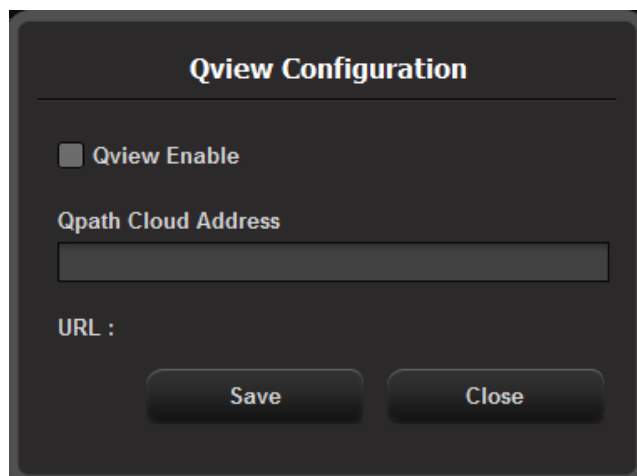 Qview Configuration
Qview Enable
Qpath Cloud Address
URL :
Save Close